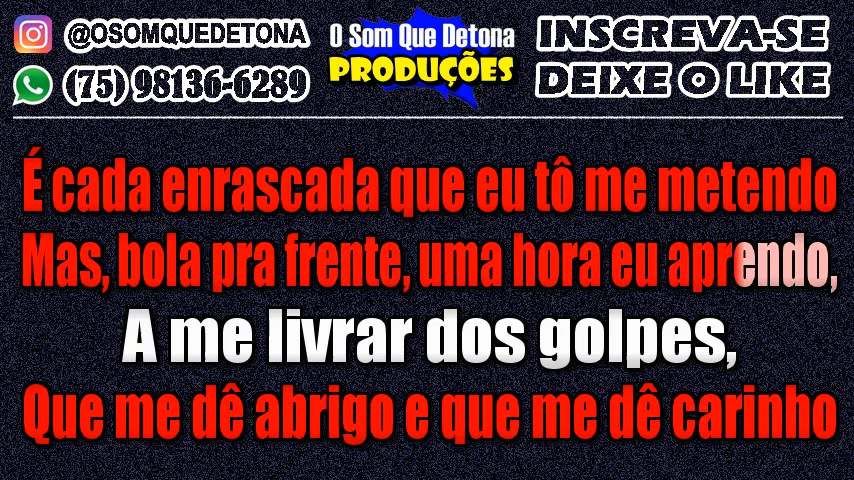 @OSOMQUEDETONA
(75) 98136-6289
O Som Que Detona
PRODUÇÕES
INSCREVA-SE
DEIXE O LIKE
É cada enrascada que eu tô me metendo
Mas, bola pra frente, uma hora eu aprendo,
A me livrar dos golpes,
Que me dê abrigo e que me dê carinho